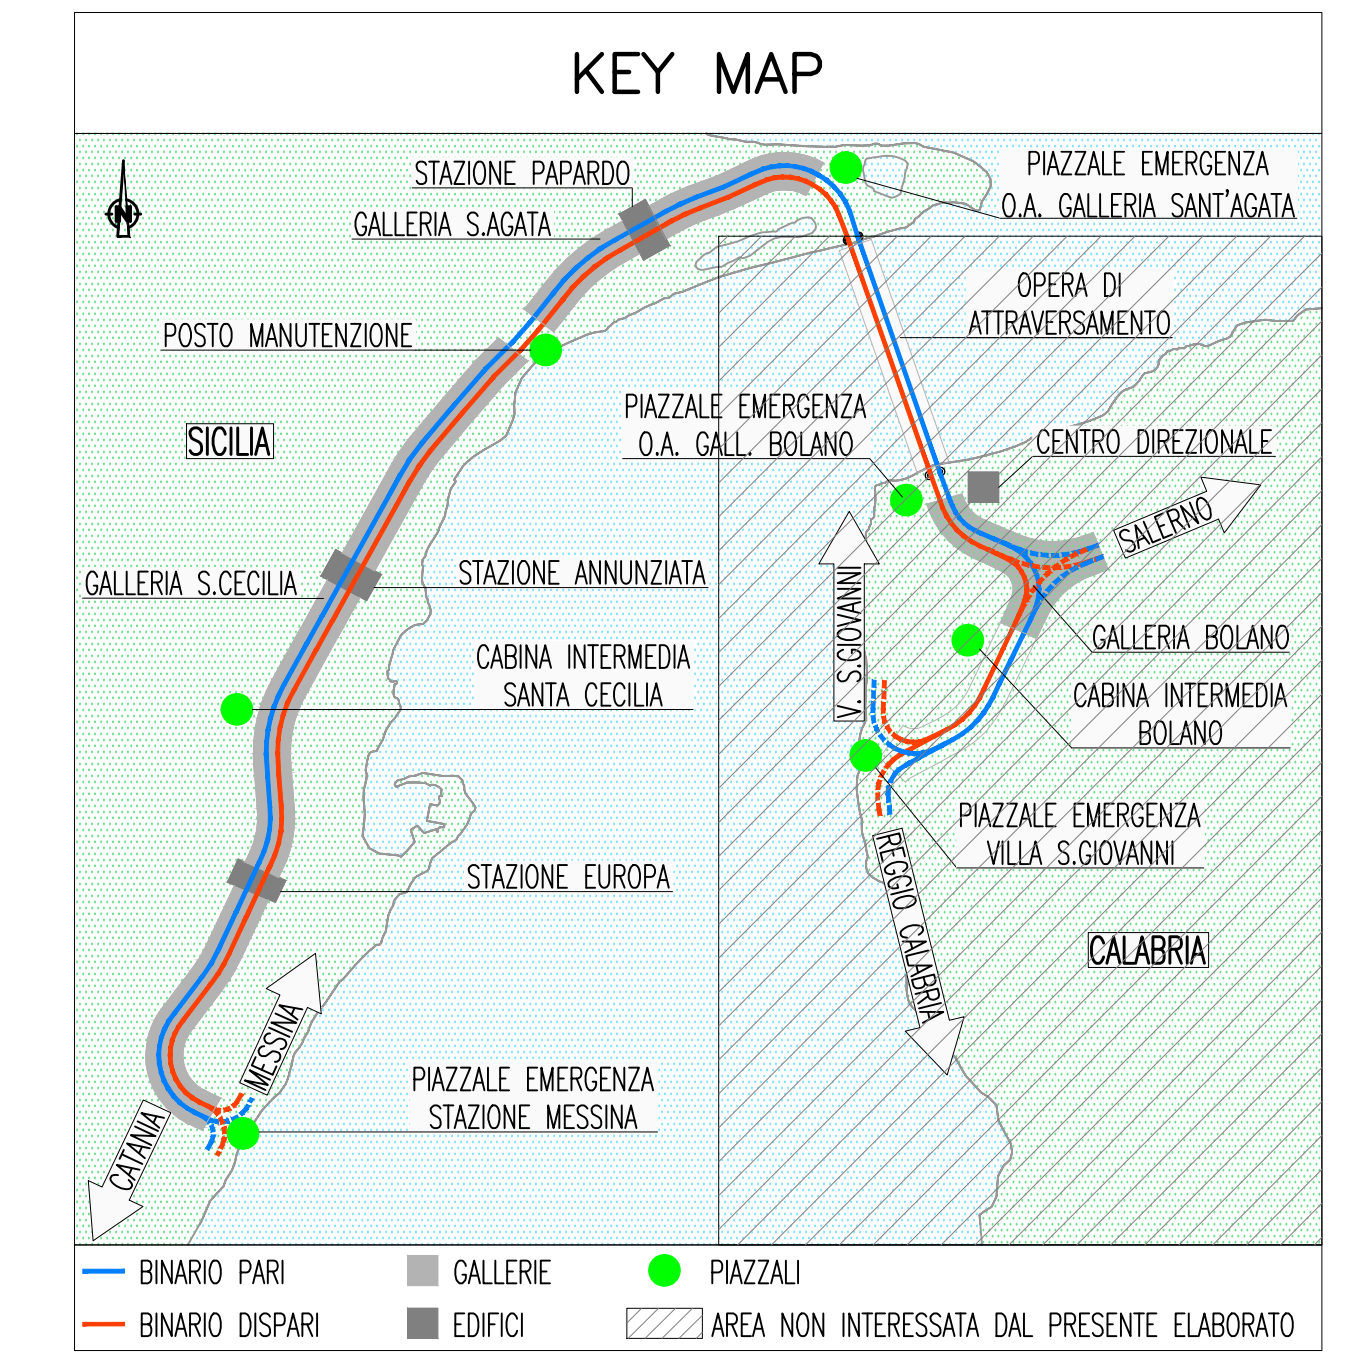 KEY MAP
STAZIONE PAPARDO
GALLERIA S.AGATA
PIAZZALE EMERGENZA
O.A. GALLERIA SANT'AGATA
N
OPERA DI
ATTRAVERSAMENTO
POSTO MANUTENZIONE
PIAZZALE EMERGENZA
O.A. GALL. BOLANO
SICILIA
CENTRO DIREZIONALE
SALERNO
GALLERIA S.CECILIA
STAZIONE ANNUNZIATA
V. S.GIOVANNI
GALLERIA BOLANO
CABINA INTERMEDIA
SANTA CECILIA
CABINA INTERMEDIA
BOLANO
PIAZZALE EMERGENZA
VILLA S.GIOVANNI
STAZIONE EUROPA
REGGIO CALABRIA
CALABRIA
MESSINA
PIAZZALE EMERGENZA
STAZIONE MESSINA
CATANIA
BINARIO PARI
GALLERIE
PIAZZALI
BINARIO DISPARI
EDIFICI
AREA NON INTERESSATA DAL PRESENTE ELABORATO